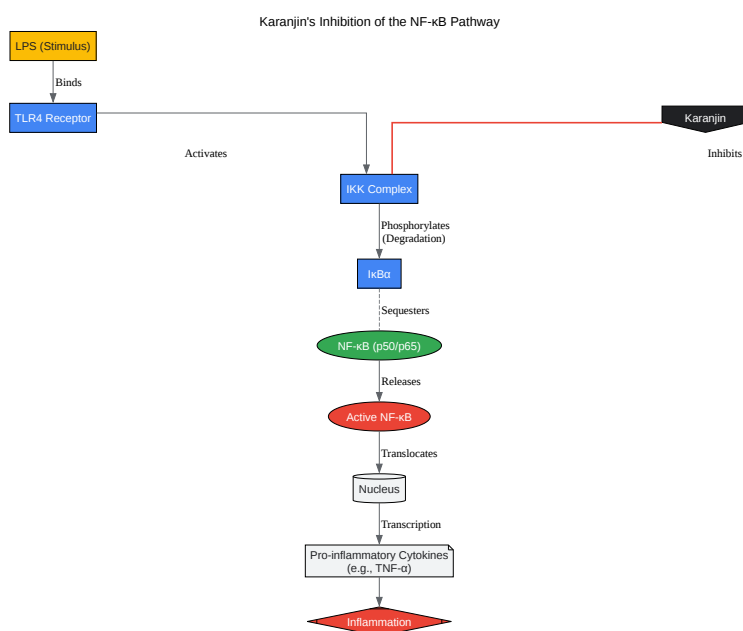 Karanjin's Inhibition of the NF-κB Pathway
LPS (Stimulus)
Binds
TLR4 Receptor
Karanjin
Activates
Inhibits
IKK Complex
Phosphorylates
(Degradation)
IκBα
Sequesters
NF-κB (p50/p65)
Releases
Active NF-κB
Translocates
Nucleus
Transcription
Pro-inflammatory Cytokines
(e.g., TNF-α)
Inflammation